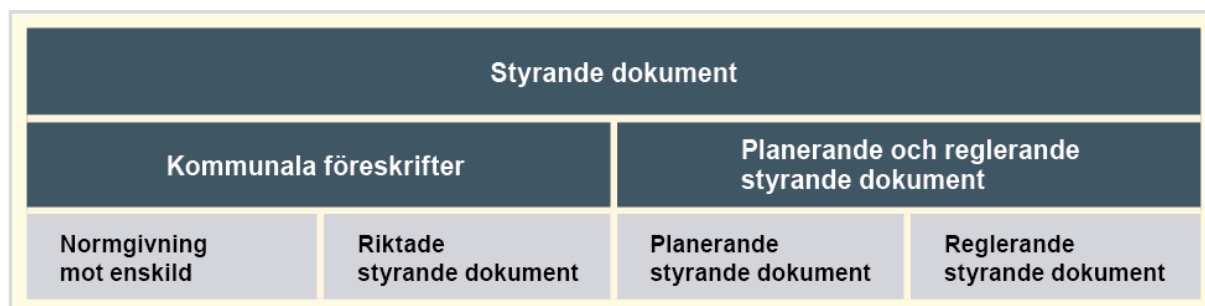 Styrande dokument
Kommunala föreskrifter
Planerande och reglerande
styrande dokument
Normgivning
mot enskild
Riktade
styrande dokument
Planerande
styrande dokument
Reglerande
styrande dokument